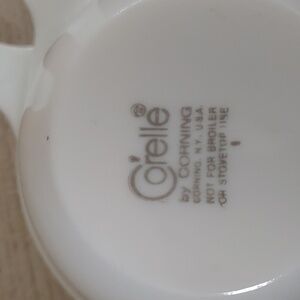 Corelle®
by CORNING
CORNING, N.Y. U.S.A.
NOT FOR BROILER
OR STOVETOP USE